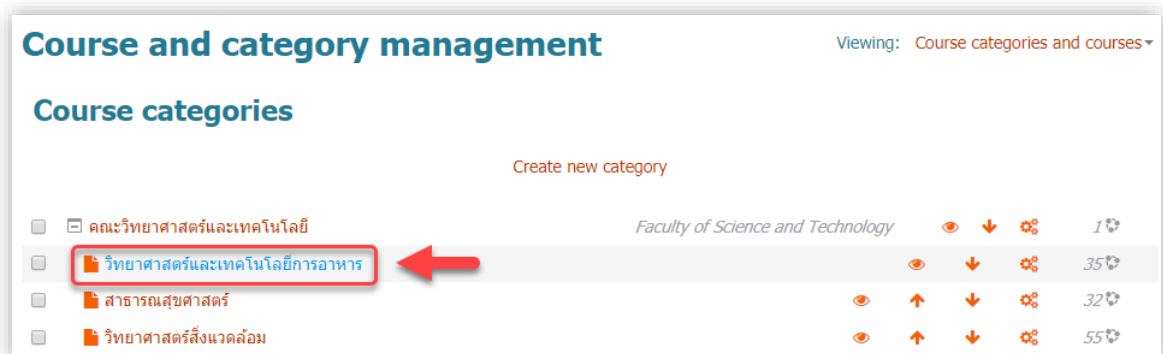 Course and category management
Viewing: Course categories and courses
Course categories
Create new category
คณะวิทยาศาสตร์และเทคโนโลยี Faculty of Science and Technology 1
วิทยาศาสตร์และเทคโนโลยีการอาหาร 35
สาธารณสุขศาสตร์ 32
วิทยาศาสตร์สิ่งแวดล้อม 55